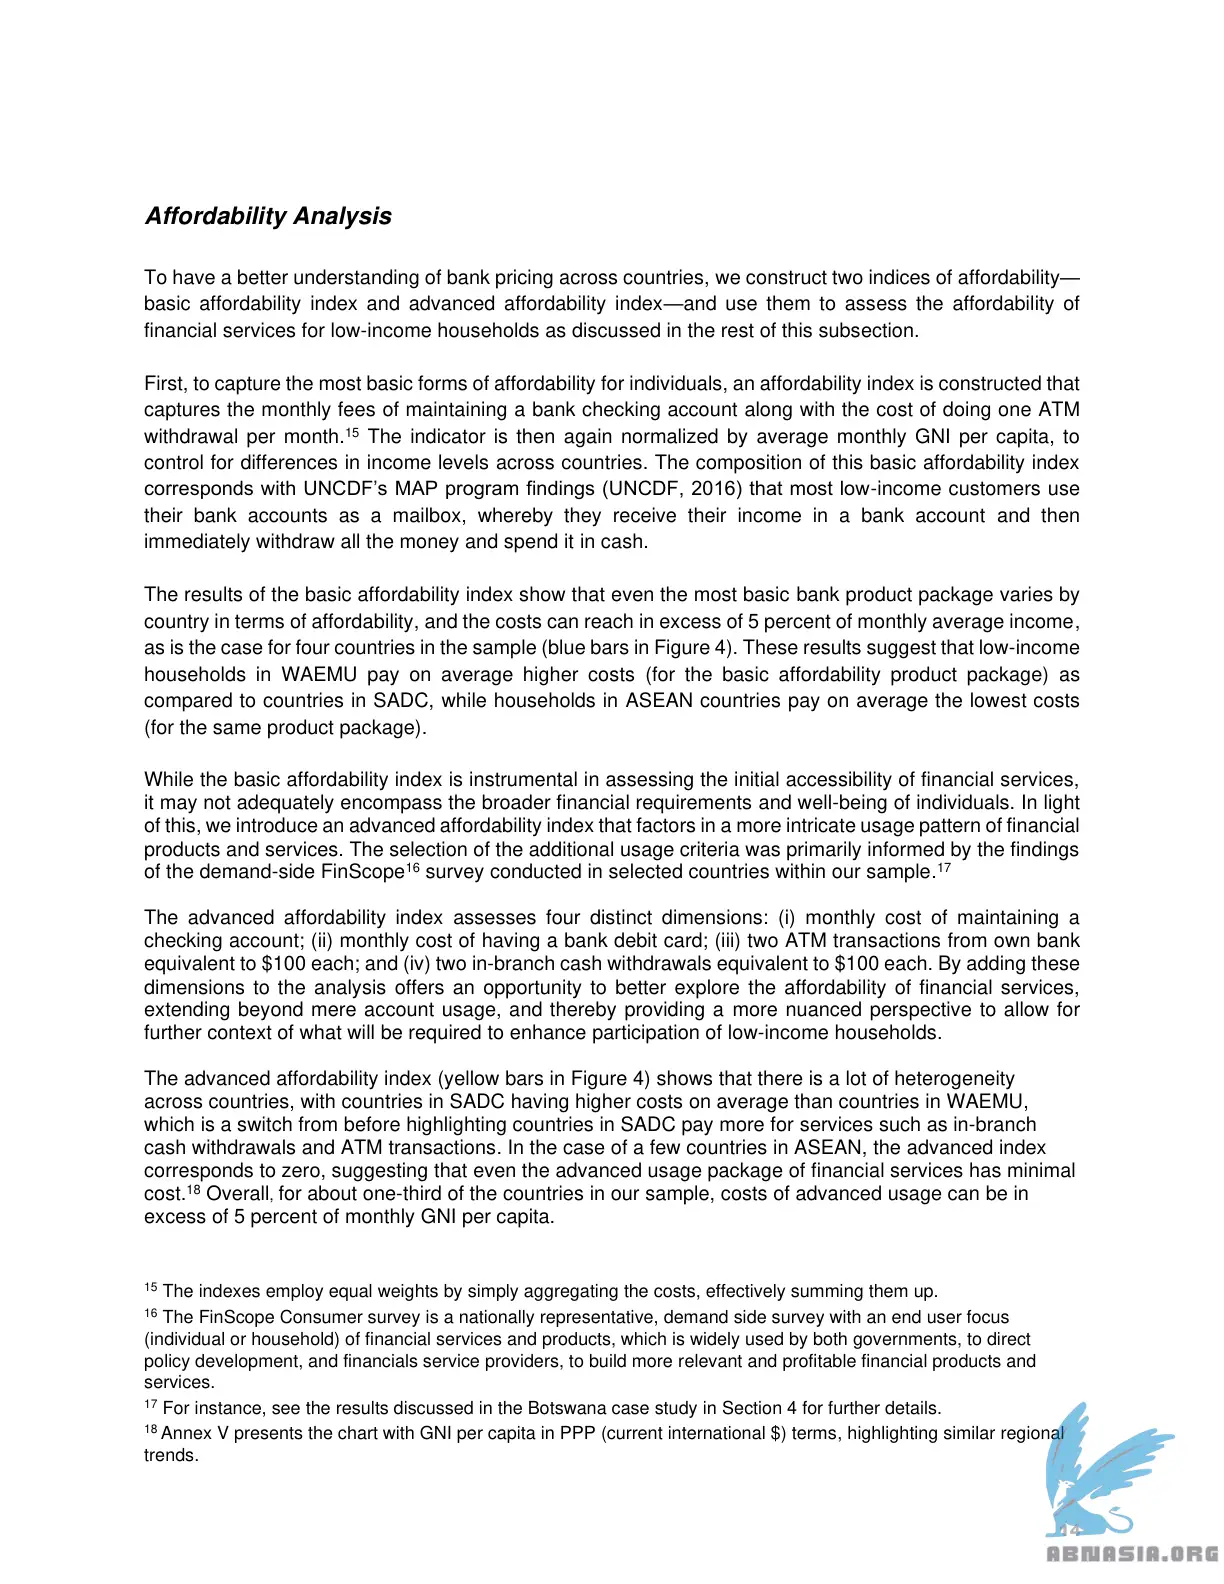 Affordability Analysis
To have a better understanding of bank pricing across countries, we construct two indices of affordability—
basic affordability index and advanced affordability index—and use them to assess the affordability of
financial services for low-income households as discussed in the rest of this subsection.
First, to capture the most basic forms of affordability for individuals, an affordability index is constructed that
captures the monthly fees of maintaining a bank checking account along with the cost of doing one ATM
withdrawal per month.15 The indicator is then again normalized by average monthly GNI per capita, to
control for differences in income levels across countries. The composition of this basic affordability index
corresponds with UNCDF’s MAP program findings (UNCDF, 2016) that most low-income customers use
their bank accounts as a mailbox, whereby they receive their income in a bank account and then
immediately withdraw all the money and spend it in cash.
The results of the basic affordability index show that even the most basic bank product package varies by
country in terms of affordability, and the costs can reach in excess of 5 percent of monthly average income,
as is the case for four countries in the sample (blue bars in Figure 4). These results suggest that low-income
households in WAEMU pay on average higher costs (for the basic affordability product package) as
compared to countries in SADC, while households in ASEAN countries pay on average the lowest costs
(for the same product package).
While the basic affordability index is instrumental in assessing the initial accessibility of financial services,
it may not adequately encompass the broader financial requirements and well-being of individuals. In light
of this, we introduce an advanced affordability index that factors in a more intricate usage pattern of financial
products and services. The selection of the additional usage criteria was primarily informed by the findings
of the demand-side FinScope16 survey conducted in selected countries within our sample.17
The advanced affordability index assesses four distinct dimensions: (i) monthly cost of maintaining a
checking account; (ii) monthly cost of having a bank debit card; (iii) two ATM transactions from own bank
equivalent to $100 each; and (iv) two in-branch cash withdrawals equivalent to $100 each. By adding these
dimensions to the analysis offers an opportunity to better explore the affordability of financial services,
extending beyond mere account usage, and thereby providing a more nuanced perspective to allow for
further context of what will be required to enhance participation of low-income households.
The advanced affordability index (yellow bars in Figure 4) shows that there is a lot of heterogeneity
across countries, with countries in SADC having higher costs on average than countries in WAEMU,
which is a switch from before highlighting countries in SADC pay more for services such as in-branch
cash withdrawals and ATM transactions. In the case of a few countries in ASEAN, the advanced index
corresponds to zero, suggesting that even the advanced usage package of financial services has minimal
cost.18 Overall, for about one-third of the countries in our sample, costs of advanced usage can be in
excess of 5 percent of monthly GNI per capita.
15 The indexes employ equal weights by simply aggregating the costs, effectively summing them up.
16 The FinScope Consumer survey is a nationally representative, demand side survey with an end user focus
(individual or household) of financial services and products, which is widely used by both governments, to direct
policy development, and financials service providers, to build more relevant and profitable financial products and
services.
17 For instance, see the results discussed in the Botswana case study in Section 4 for further details.
18 Annex V presents the chart with GNI per capita in PPP (current international $) terms, highlighting similar regional
trends.
14
ABNASIA.ORG